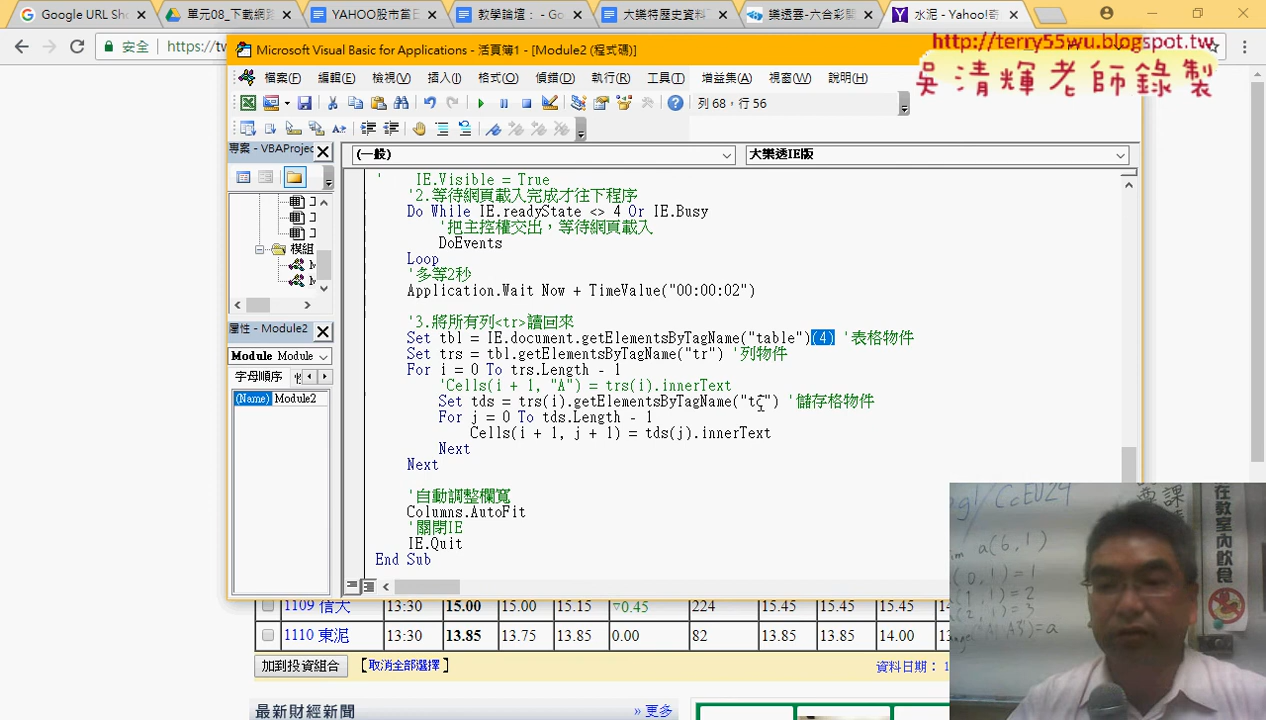 Google URL Sh
單元08_下載網
YAHOO股市當日
教學論壇： - Go
大樂特歷史資料
樂透雲-六合彩開
水泥 - Yahoo!奇
安全
https://tw
http://terry55wu.blogspot.tw
吳清輝老師錄製
Microsoft Visual Basic for Applications - 活頁簿1 - [Module2 (程式碼)]
檔案(F) 編輯(E) 檢視(V) 插入(I) 格式(O) 偵錯(D) 執行(R) 工具(T) 增益集(A) 視窗(W) 說明(H)
列 68，行 56
專案 - VBAProjec
(一般)
大樂透IE版
模組
屬性 - Module2
Module Module
字母順序
(Name) Module2
' IE.Visible = True
'2.等待網頁載入完成才往下程序
Do While IE.readyState <> 4 Or IE.Busy
'把主控權交出，等待網頁載入
DoEvents
Loop
'多等2秒
Application.Wait Now + TimeValue("00:00:02")
'3.將所有列<tr>讀回來
Set tbl = IE.document.getElementsByTagName("table")(4) '表格物件
Set trs = tbl.getElementsByTagName("tr") '列物件
For i = 0 To trs.Length - 1
'Cells(i + 1, "A") = trs(i).innerText
Set tds = trs(i).getElementsByTagName("td") '儲存格物件
For j = 0 To tds.Length - 1
Cells(i + 1, j + 1) = tds(j).innerText
Next
Next
'自動調整欄寬
Columns.AutoFit
'關閉IE
IE.Quit
End Sub
1109 信大 13:30 15.00 15.00 15.15 ▽0.45 224 15.45 15.45 15.45
1110 東泥 13:30 13.85 13.75 13.85 0.00 82 13.85 13.85 14.00
加到投資組合 【取消全部選擇】
資料日期：
最新財經新聞
» 更多
在教室內飲食